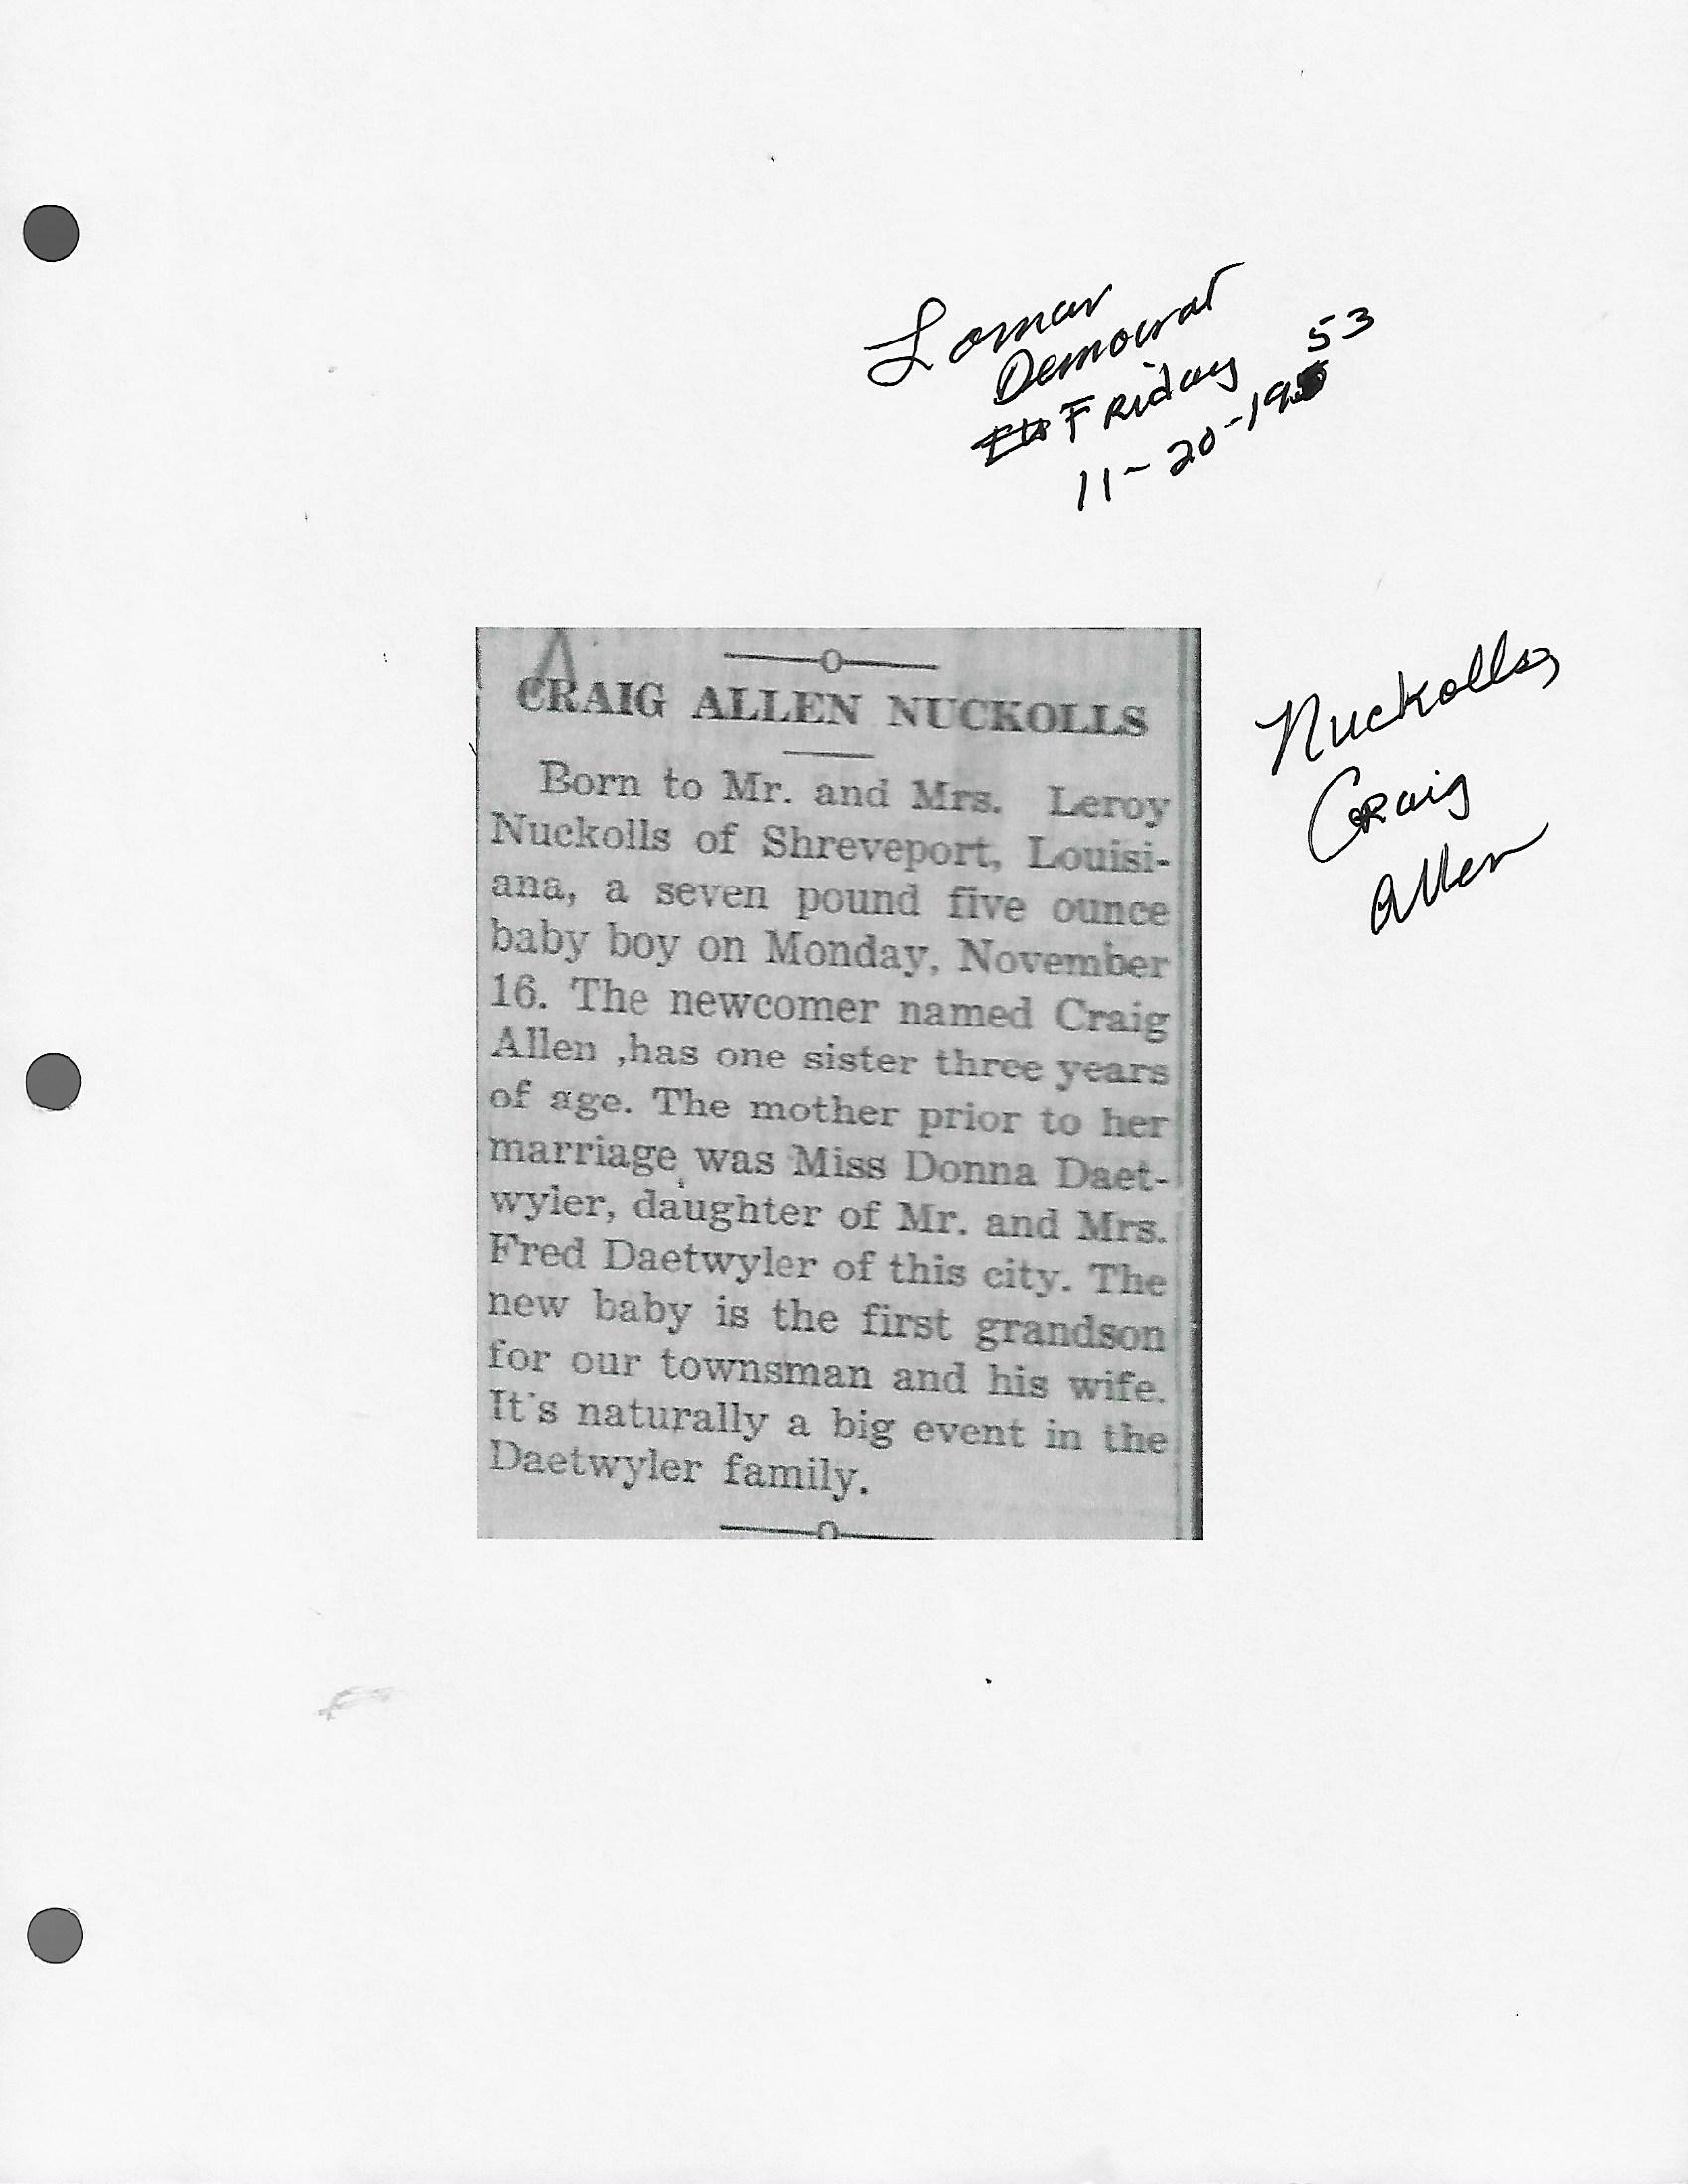 Lomar
Democrat
Friday 53
11-20-195
CRAIG ALLEN NUCKOLLS
Born to Mr. and Mrs. Leroy
Nuckolls of Shreveport, Louisi-
ana, a seven pound five ounce
baby boy on Monday, November
16. The newcomer named Craig
Allen ,has one sister three years
of age. The mother prior to her
marriage was Miss Donna Daet-
wyler, daughter of Mr. and Mrs.
Fred Daetwyler of this city. The
new baby is the first grandson
for our townsman and his wife.
It's naturally a big event in the
Daetwyler family.
Nuckolls,
Craig
Allen